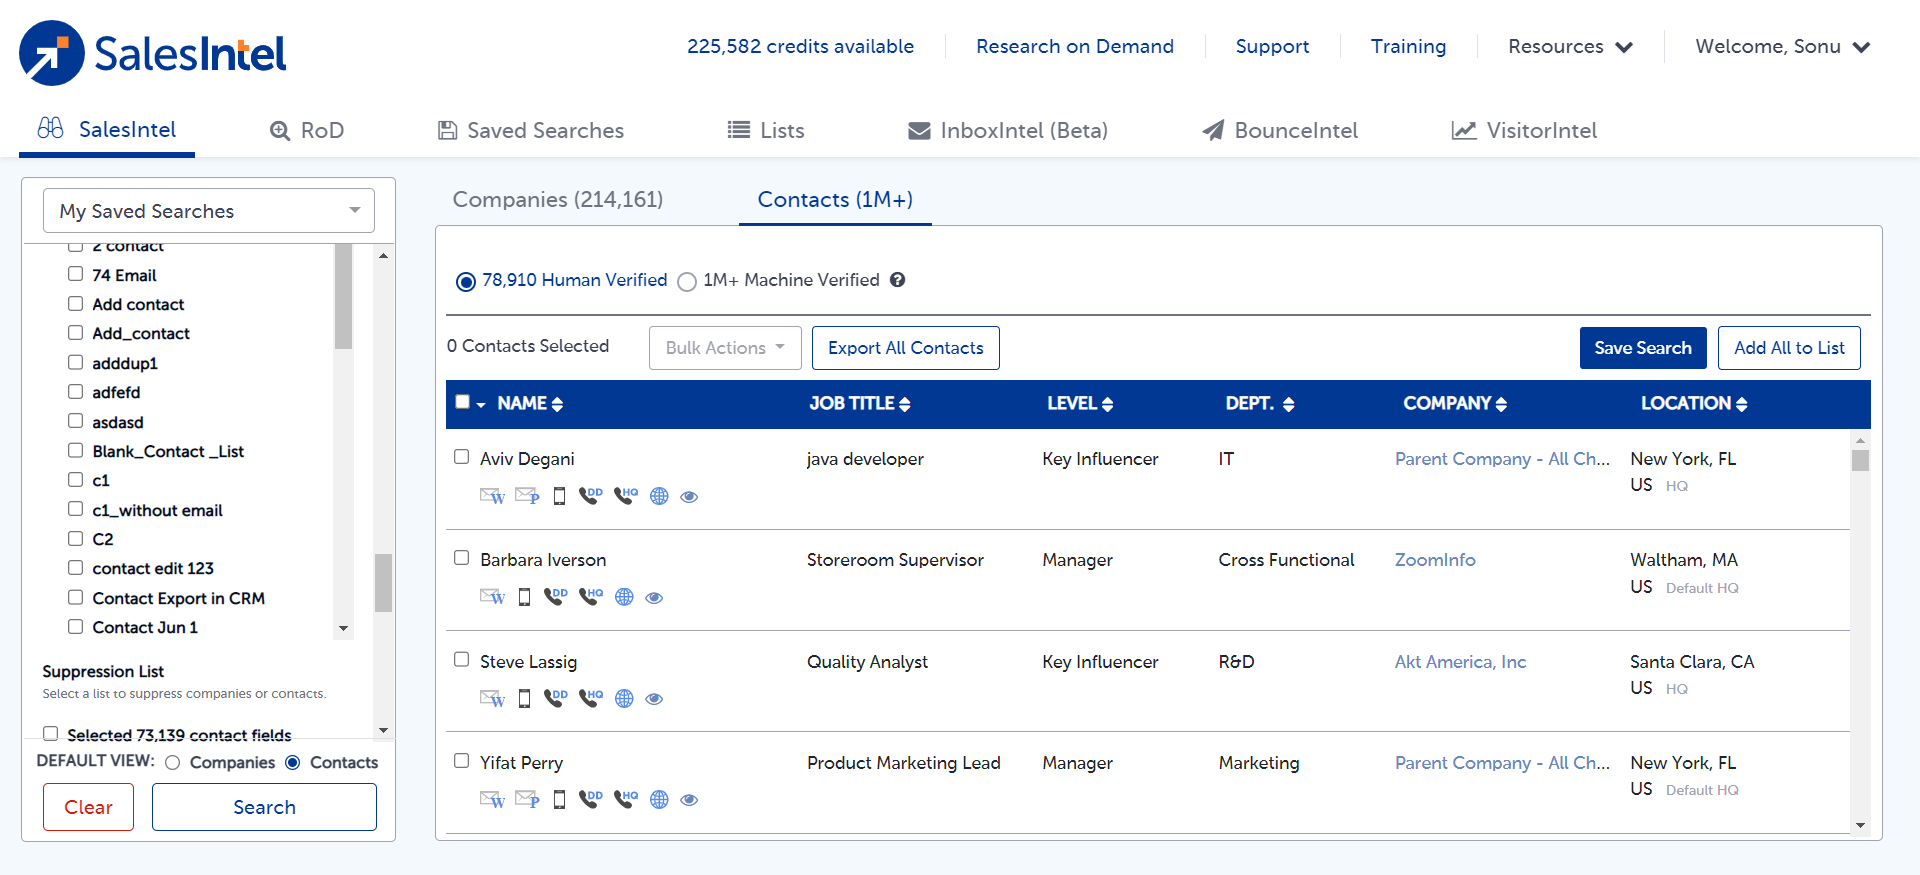 SalesIntel
225,582 credits available
Research on Demand
Support
Training
Resources
Welcome, Sonu
SalesIntel
RoD
Saved Searches
Lists
InboxIntel (Beta)
BounceIntel
VisitorIntel
My Saved Searches
2 contact
74 Email
Add contact
Add_contact
adddup1
adfefd
asdasd
Blank_Contact _List
c1
c1_without email
C2
contact edit 123
Contact Export in CRM
Contact Jun 1
Suppression List
Select a list to suppress companies or contacts.
Selected 73,139 contact fields
DEFAULT VIEW: Companies Contacts
Clear
Search
Companies (214,161)
Contacts (1M+)
78,910 Human Verified
1M+ Machine Verified
0 Contacts Selected
Bulk Actions
Export All Contacts
Save Search
Add All to List
NAME JOB TITLE LEVEL DEPT. COMPANY LOCATION
Aviv Degani java developer Key Influencer IT Parent Company - All Ch... New York, FL
US HQ
W P DD HQ
Barbara Iverson Storeroom Supervisor Manager Cross Functional ZoomInfo Waltham, MA
US Default HQ
W DD HQ
Steve Lassig Quality Analyst Key Influencer R&D Akt America, Inc Santa Clara, CA
US HQ
W DD HQ
Yifat Perry Product Marketing Lead Manager Marketing Parent Company - All Ch... New York, FL
US Default HQ
W P DD HQ